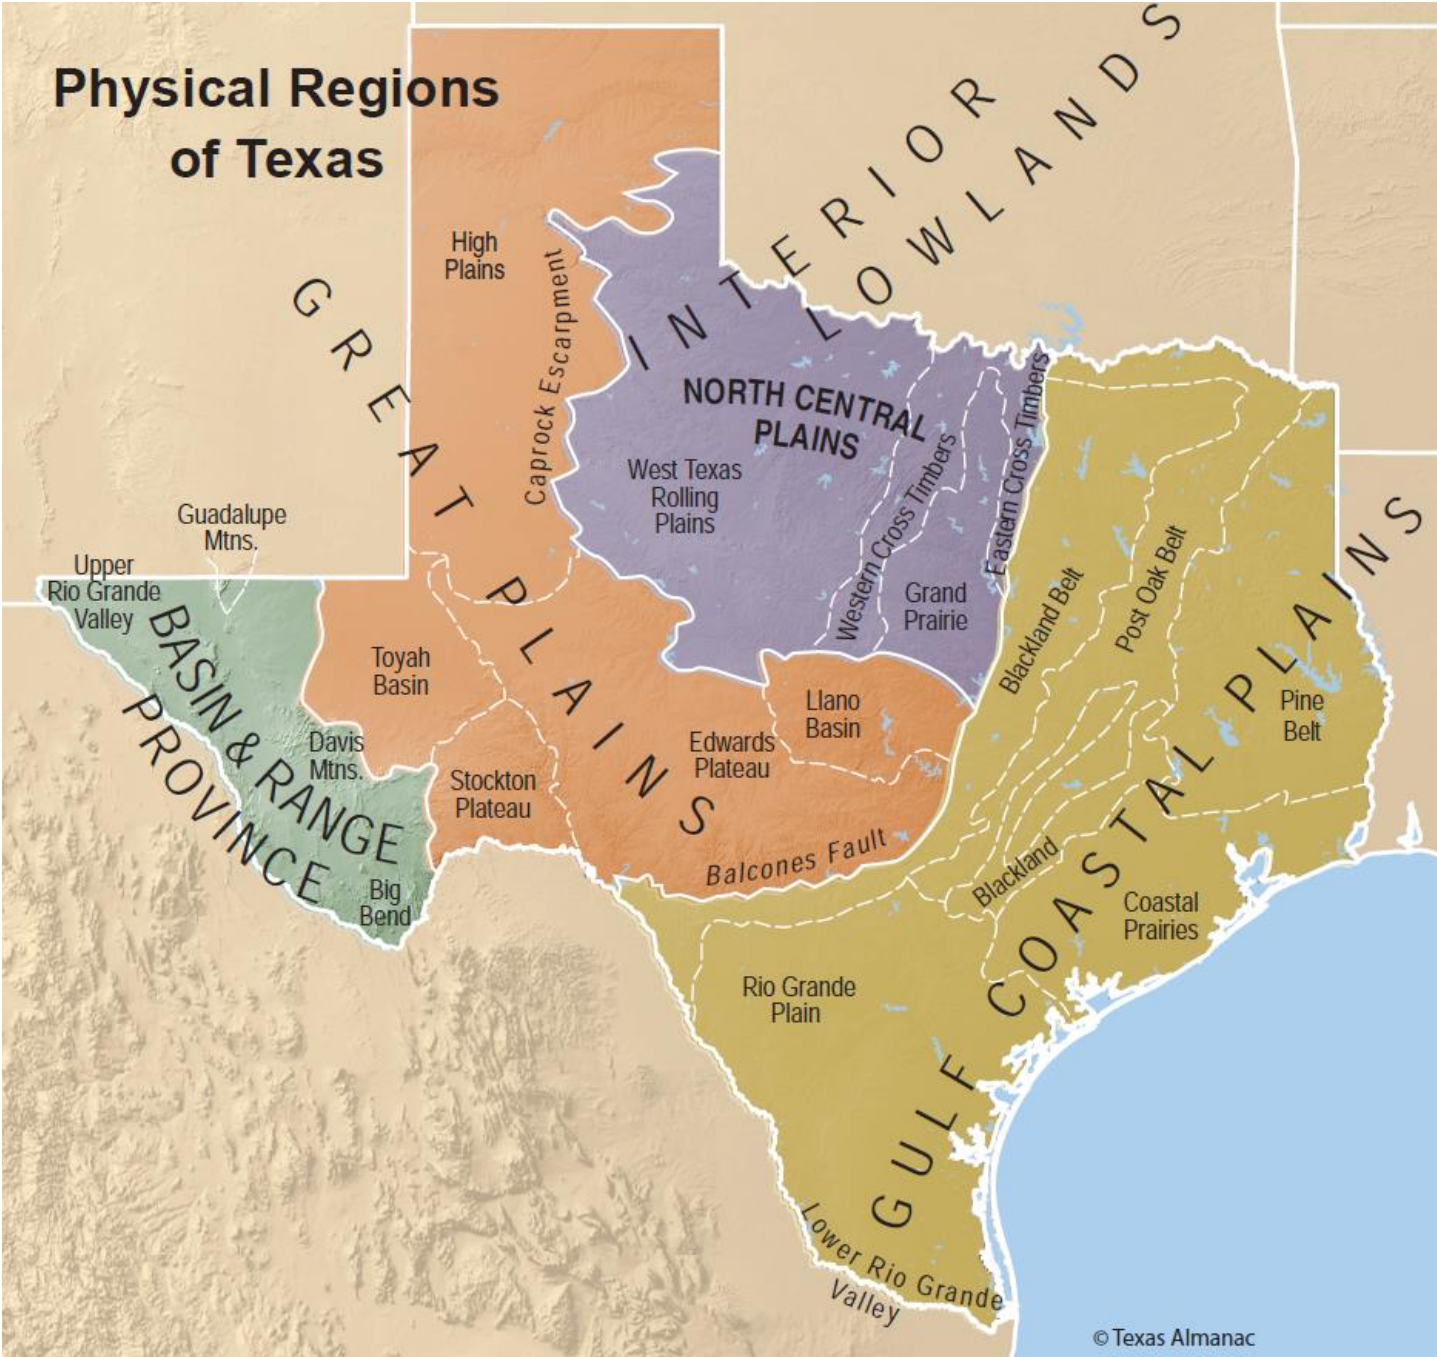 Physical Regions
of Texas
INTERIOR
LOWLANDS
GREAT PLAINS
High
Plains
Caprock Escarpment
NORTH CENTRAL
PLAINS
West Texas
Rolling
Plains
Western Cross Timbers
Eastern Cross Timbers
Grand
Prairie
Guadalupe
Mtns.
Upper
Rio Grande
Valley
BASIN & RANGE
PROVINCE
Toyah
Basin
Davis
Mtns.
Stockton
Plateau
Big
Bend
Edwards
Plateau
Llano
Basin
Balcones Fault
Blackland Belt
Post Oak Belt
Pine
Belt
GULF COASTAL PLAINS
Blackland
Coastal
Prairies
Rio Grande
Plain
Lower Rio Grande
Valley
© Texas Almanac